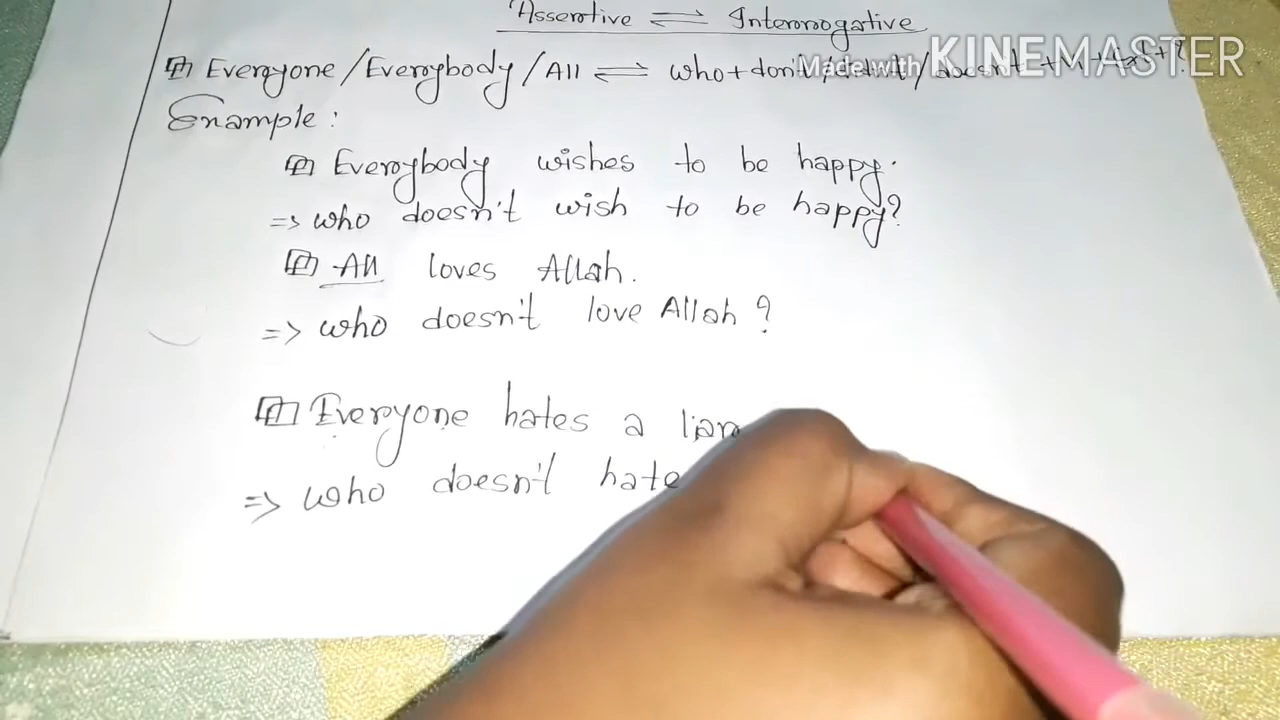 Assertive ⇌ Interrogative
Everyone / Everybody / All ⇌ who + don't / / doesn't + + ?
Made with KINEMASTER
Example :
Everybody wishes to be happy.
=> who doesn't wish to be happy?
All loves Allah.
=> who doesn't love Allah ?
Everyone hates a liar
=> who doesn't hate